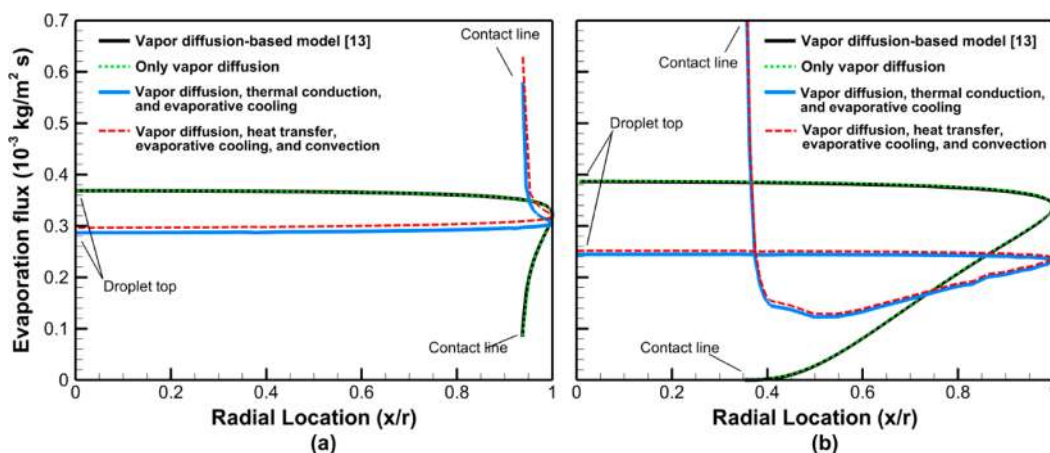 Evaporation flux (10⁻³ kg/m² s)
0.7
0.6
0.5
0.4
0.3
0.2
0.1
0
Vapor diffusion-based model [13]
Only vapor diffusion
Vapor diffusion, thermal conduction,
and evaporative cooling
Vapor diffusion, heat transfer,
evaporative cooling, and convection
Contact line
Droplet top
Contact line
0 0.2 0.4 0.6 0.8 1
Radial Location (x/r)
(a)
Vapor diffusion-based model [13]
Only vapor diffusion
Vapor diffusion, thermal conduction,
and evaporative cooling
Vapor diffusion, heat transfer,
evaporative cooling, and convection
Contact line
Droplet top
Contact line
0 0.2 0.4 0.6 0.8
Radial Location (x/r)
(b)